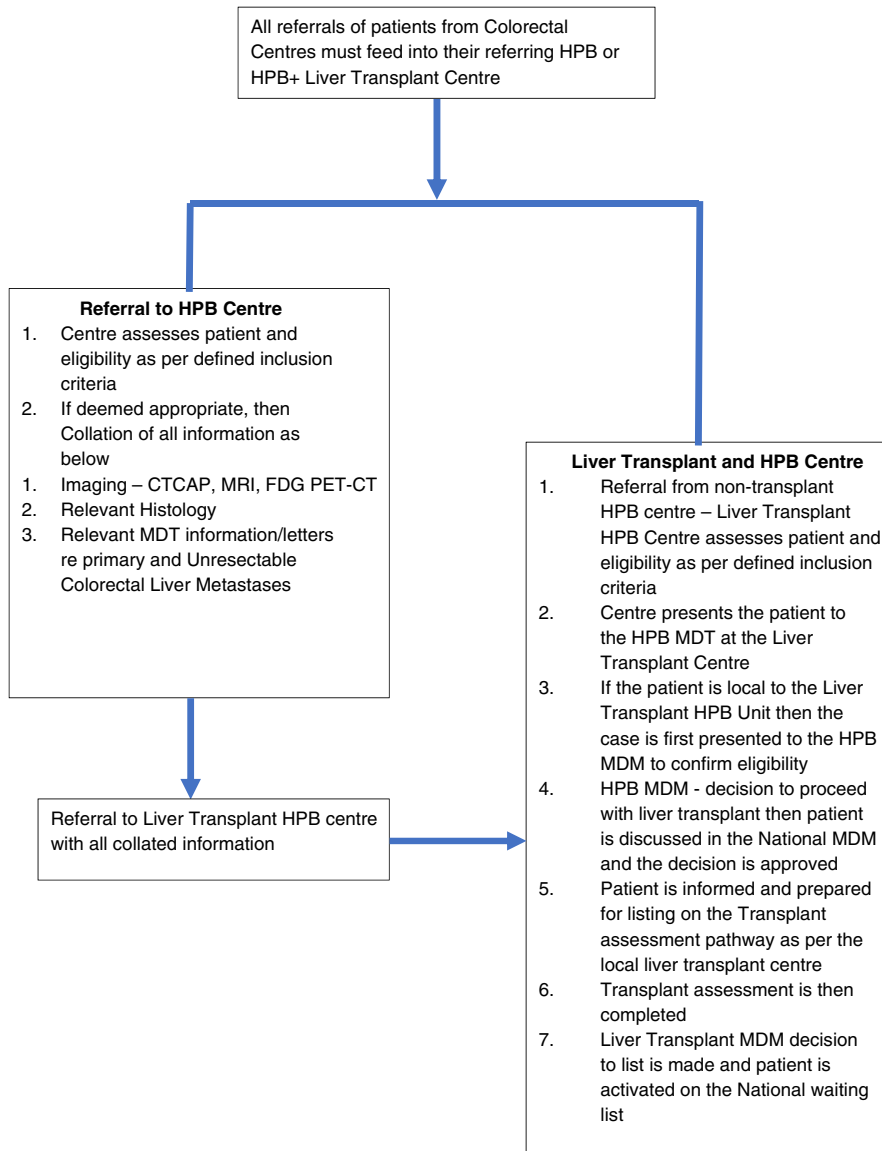 All referrals of patients from Colorectal
Centres must feed into their referring HPB or
HPB+ Liver Transplant Centre
Referral to HPB Centre
1. Centre assesses patient and
eligibility as per defined inclusion
criteria
2. If deemed appropriate, then
Collation of all information as
below
1. Imaging – CTCAP, MRI, FDG PET-CT
2. Relevant Histology
3. Relevant MDT information/letters
re primary and Unresectable
Colorectal Liver Metastases
Referral to Liver Transplant HPB centre
with all collated information
Liver Transplant and HPB Centre
1. Referral from non-transplant
HPB centre – Liver Transplant
HPB Centre assesses patient and
eligibility as per defined inclusion
criteria
2. Centre presents the patient to
the HPB MDT at the Liver
Transplant Centre
3. If the patient is local to the Liver
Transplant HPB Unit then the
case is first presented to the HPB
MDM to confirm eligibility
4. HPB MDM - decision to proceed
with liver transplant then patient
is discussed in the National MDM
and the decision is approved
5. Patient is informed and prepared
for listing on the Transplant
assessment pathway as per the
local liver transplant centre
6. Transplant assessment is then
completed
7. Liver Transplant MDM decision
to list is made and patient is
activated on the National waiting
list